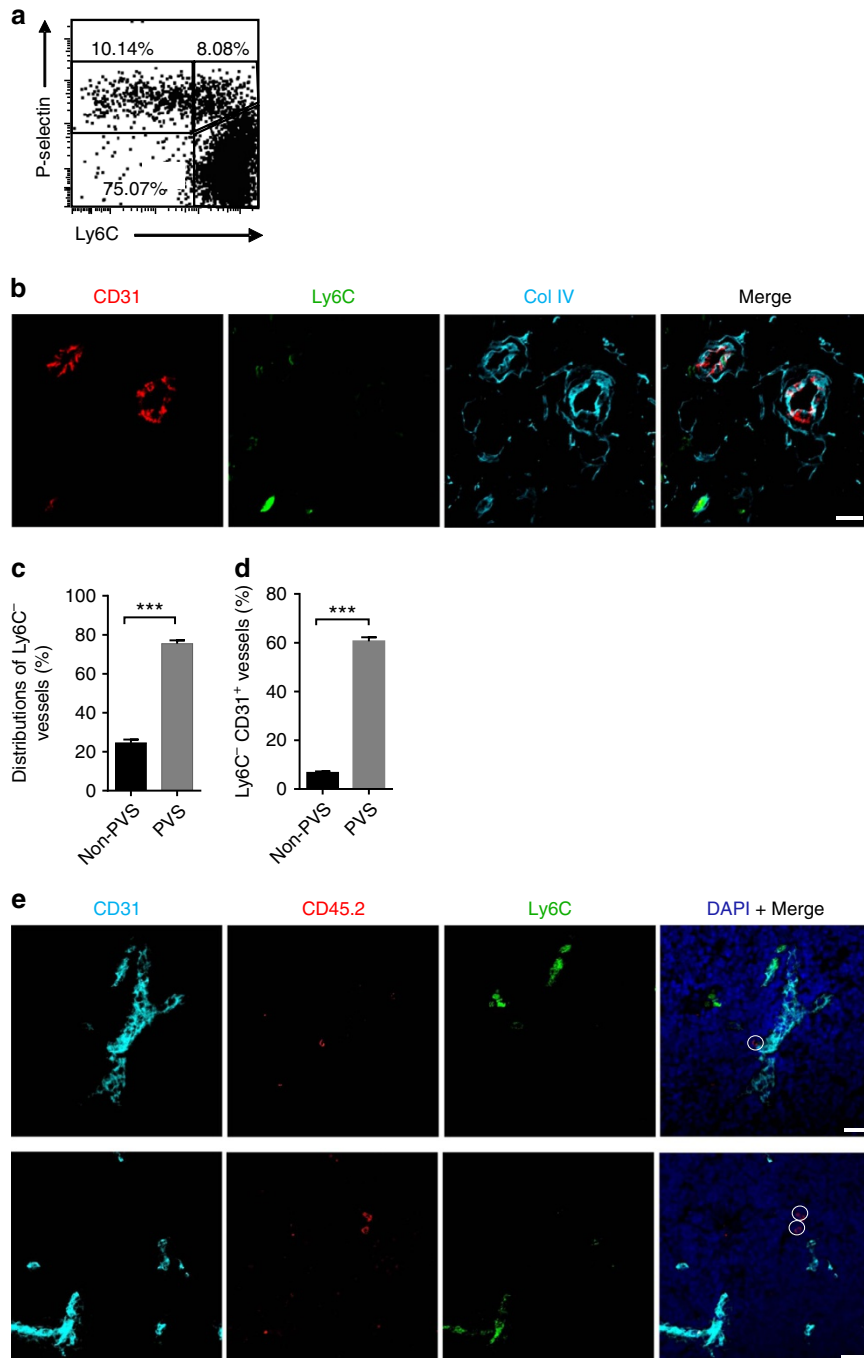 a
10.14% 8.08%
P-selectin
75.07%
Ly6C
b
CD31 Ly6C Col IV Merge
c
Distributions of Ly6C⁻
vessels (%)
100
80
60
40
20
0
***
Non-PVS PVS
d
Ly6C⁻ CD31⁺ vessels (%)
80
60
40
20
0
***
Non-PVS PVS
e
CD31 CD45.2 Ly6C DAPI + Merge